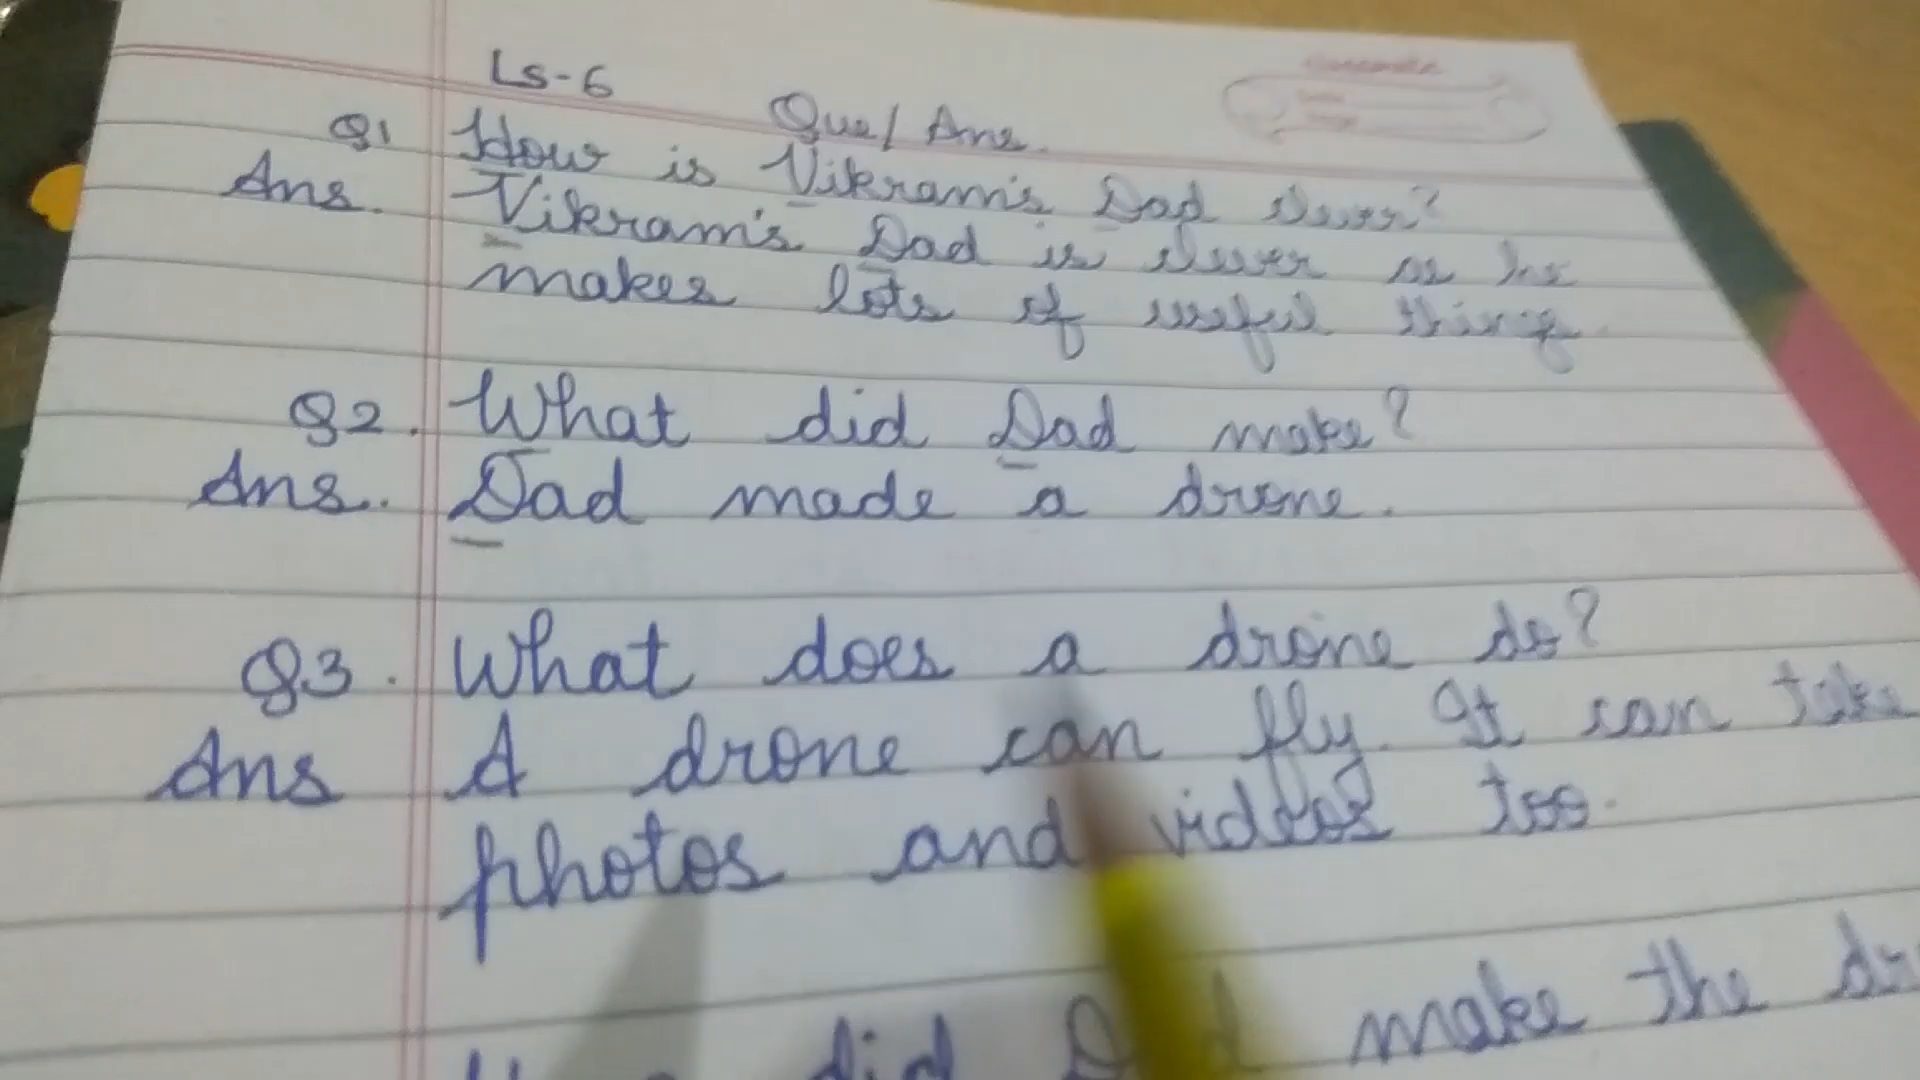 Ls-6
Que/Ans.
Q1 How is Vikram's Dad clever?
Ans. Vikram's Dad is clever as he
makes lots of useful things
Q2. What did Dad make?
Ans. Dad made a drone.
Q3. What does a drone do?
Ans A drone can fly. It can take
photos and videos too.
did make the